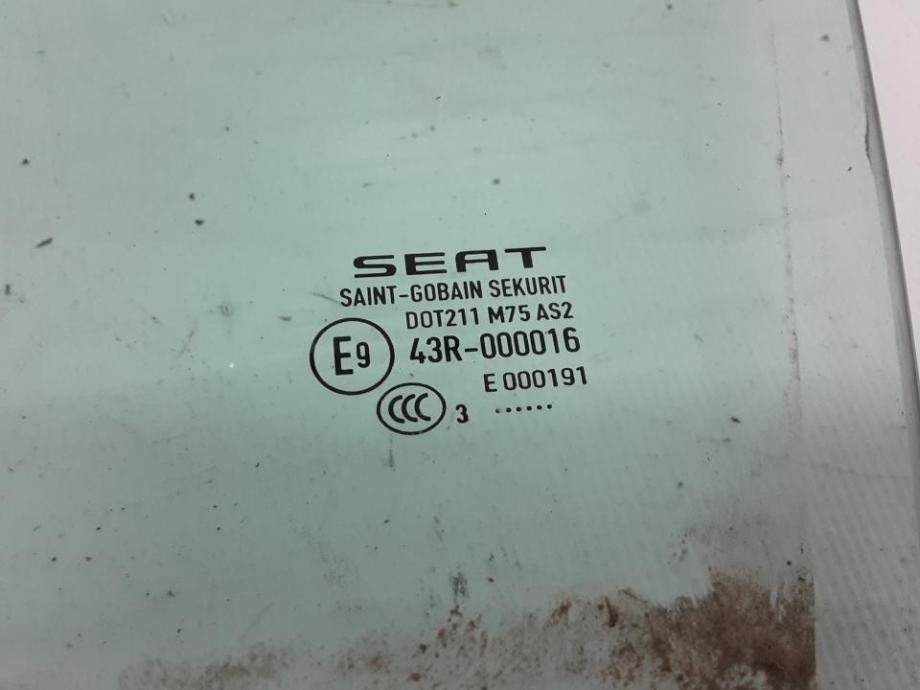 SEAT
SAINT-GOBAIN SEKURIT
DOT211 M75 AS2
E9 43R-000016
E 000191
CCC 3 ......